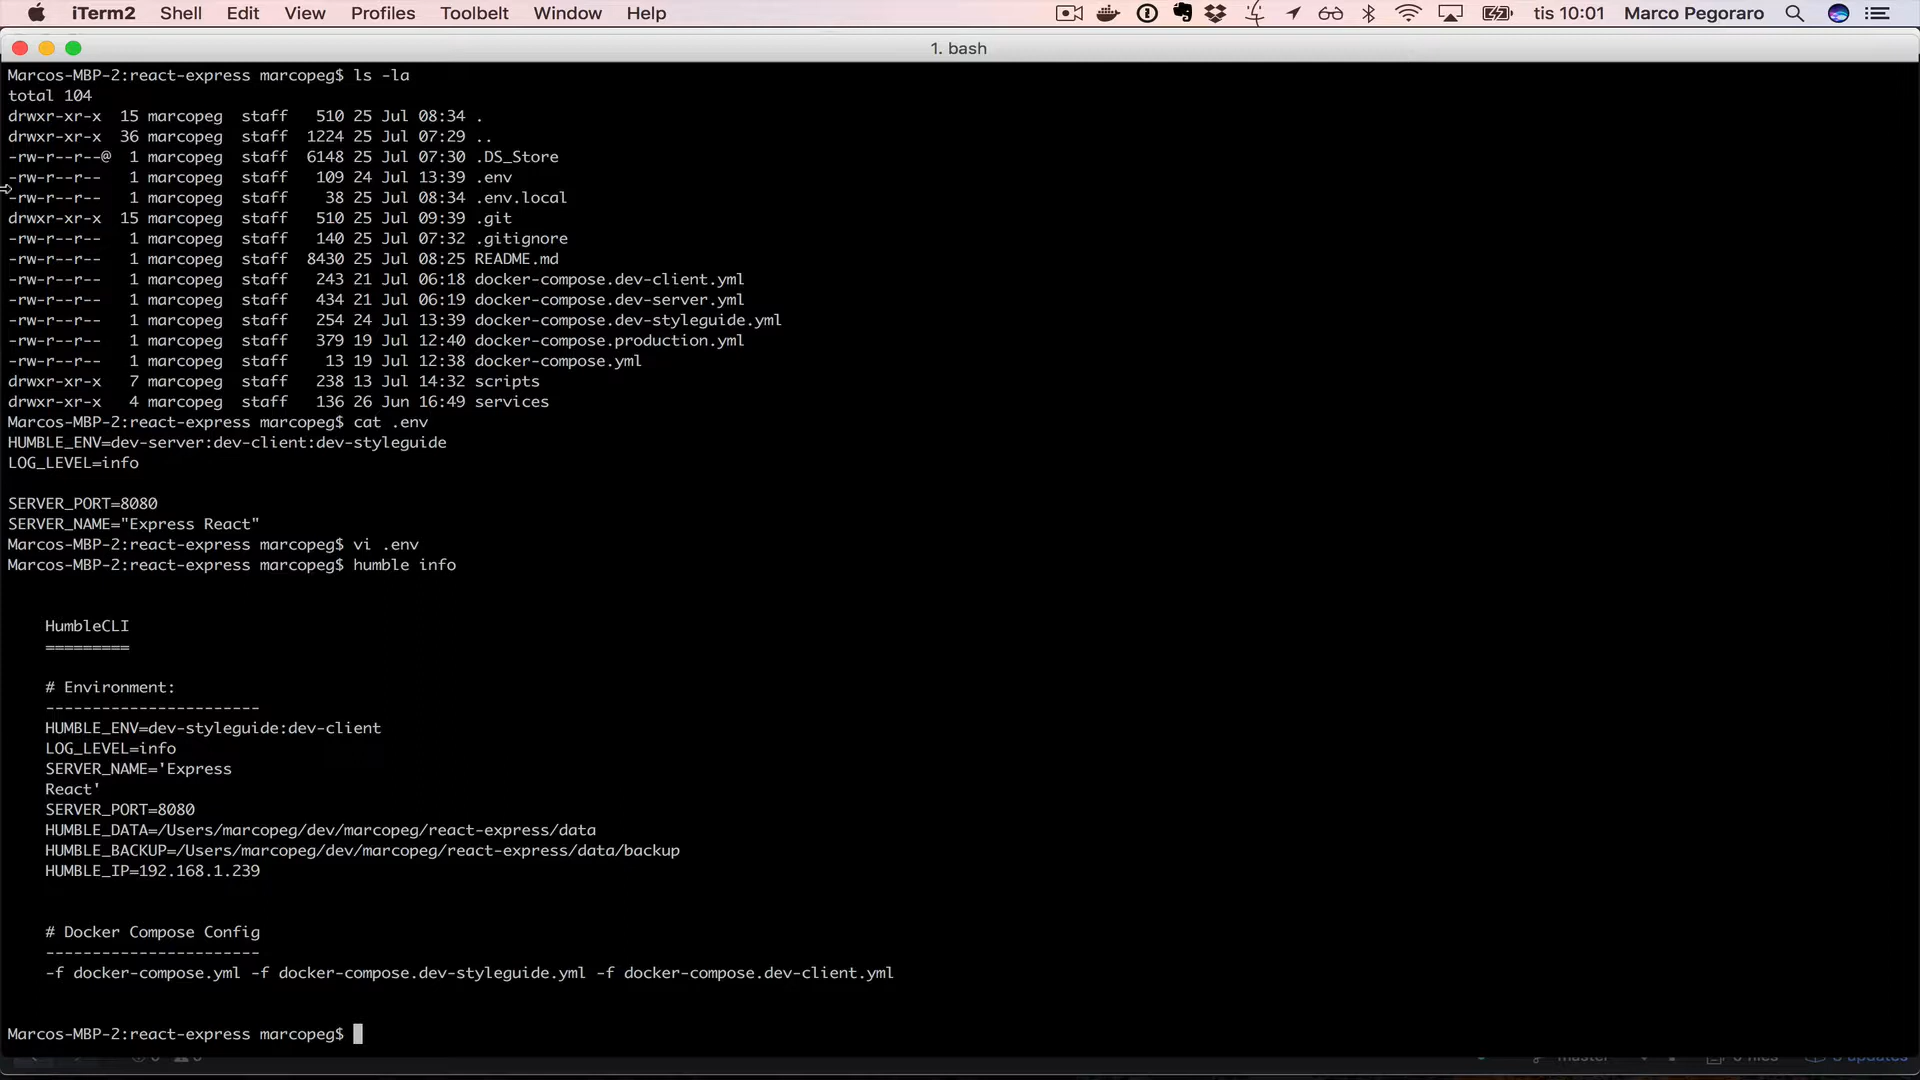 iTerm2 Shell Edit View Profiles Toolbelt Window Help tis 10:01 Marco Pegoraro
1. bash
Marcos-MBP-2:react-express marcopeg$ ls -la
total 104
drwxr-xr-x 15 marcopeg staff 510 25 Jul 08:34 .
drwxr-xr-x 36 marcopeg staff 1224 25 Jul 07:29 ..
-rw-r--r--@ 1 marcopeg staff 6148 25 Jul 07:30 .DS_Store
-rw-r--r-- 1 marcopeg staff 109 24 Jul 13:39 .env
-rw-r--r-- 1 marcopeg staff 38 25 Jul 08:34 .env.local
drwxr-xr-x 15 marcopeg staff 510 25 Jul 09:39 .git
-rw-r--r-- 1 marcopeg staff 140 25 Jul 07:32 .gitignore
-rw-r--r-- 1 marcopeg staff 8430 25 Jul 08:25 README.md
-rw-r--r-- 1 marcopeg staff 243 21 Jul 06:18 docker-compose.dev-client.yml
-rw-r--r-- 1 marcopeg staff 434 21 Jul 06:19 docker-compose.dev-server.yml
-rw-r--r-- 1 marcopeg staff 254 24 Jul 13:39 docker-compose.dev-styleguide.yml
-rw-r--r-- 1 marcopeg staff 379 19 Jul 12:40 docker-compose.production.yml
-rw-r--r-- 1 marcopeg staff 13 19 Jul 12:38 docker-compose.yml
drwxr-xr-x 7 marcopeg staff 238 13 Jul 14:32 scripts
drwxr-xr-x 4 marcopeg staff 136 26 Jun 16:49 services
Marcos-MBP-2:react-express marcopeg$ cat .env
HUMBLE_ENV=dev-server:dev-client:dev-styleguide
LOG_LEVEL=info
SERVER_PORT=8080
SERVER_NAME="Express React"
Marcos-MBP-2:react-express marcopeg$ vi .env
Marcos-MBP-2:react-express marcopeg$ humble info
HumbleCLI
=========
# Environment:
-----------------------
HUMBLE_ENV=dev-styleguide:dev-client
LOG_LEVEL=info
SERVER_NAME='Express
React'
SERVER_PORT=8080
HUMBLE_DATA=/Users/marcopeg/dev/marcopeg/react-express/data
HUMBLE_BACKUP=/Users/marcopeg/dev/marcopeg/react-express/data/backup
HUMBLE_IP=192.168.1.239
# Docker Compose Config
-----------------------
-f docker-compose.yml -f docker-compose.dev-styleguide.yml -f docker-compose.dev-client.yml
Marcos-MBP-2:react-express marcopeg$
master updates